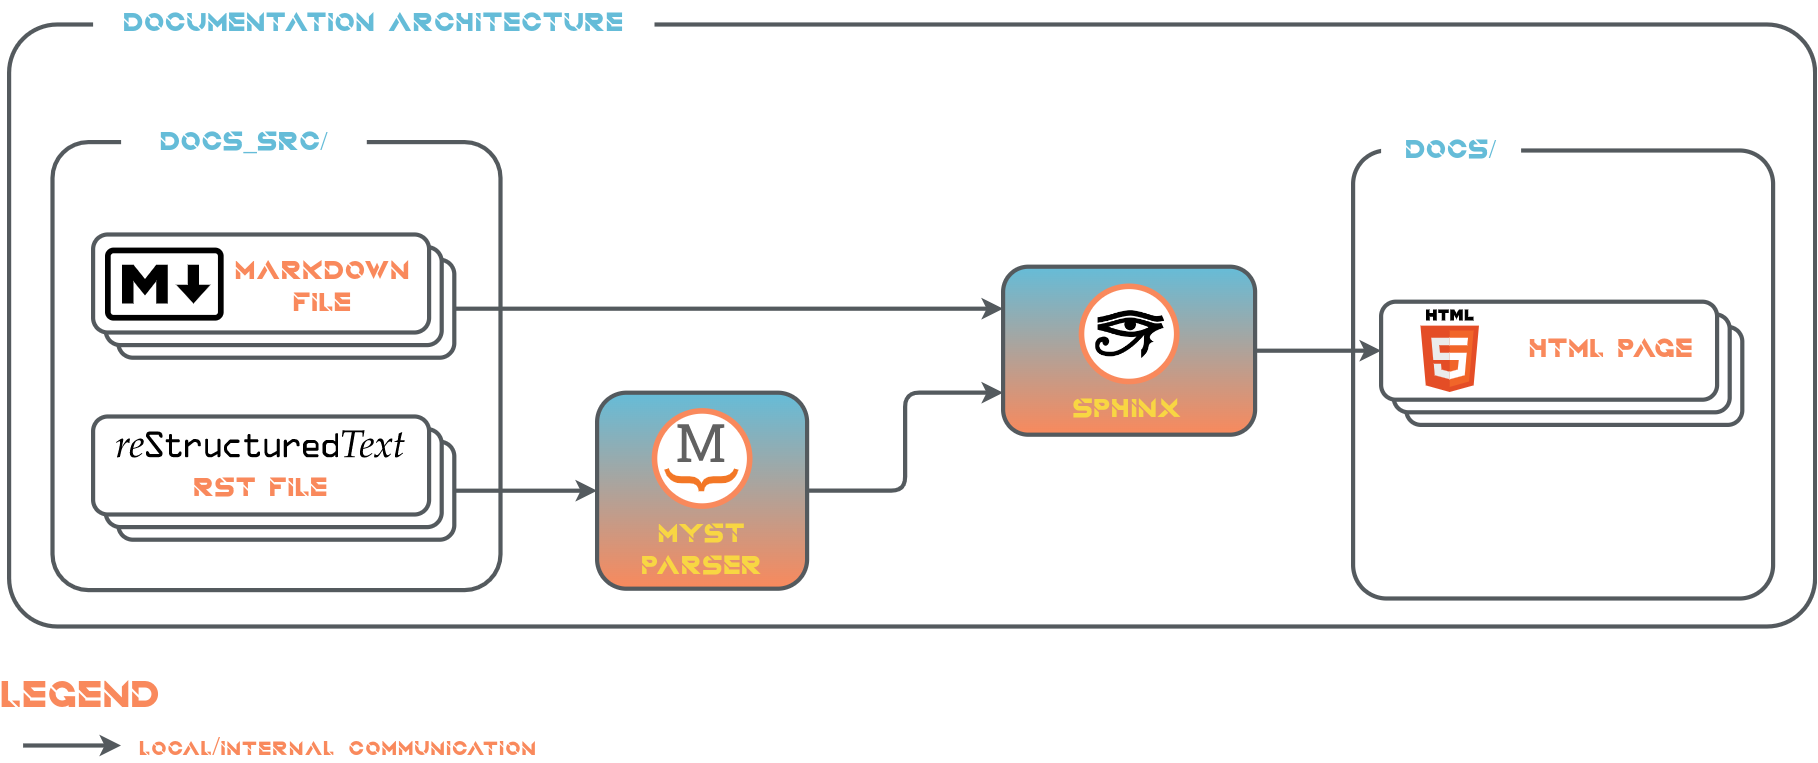 DOCUMENTATION ARCHITECTURE
DOCS_SRC/
DOCS/
M
MARKDOWN
FILE
HTML
5
HTML PAGE
SPHINX
reStructuredText
RST FILE
M
MYST
PARSER
LEGEND
LOCAL/INTERNAL COMMUNICATION